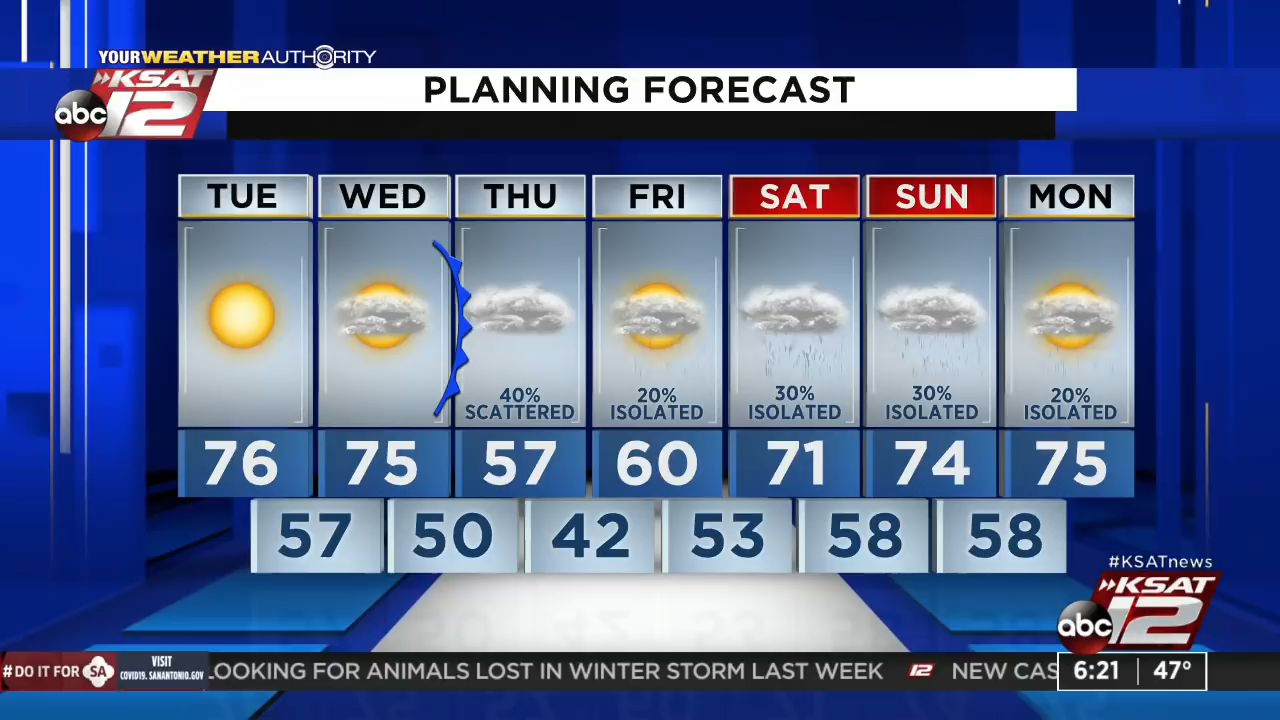 YOURWEATHERAUTHORITY
KSAT
abc 12
PLANNING FORECAST
TUE WED THU FRI SAT SUN MON
40% 20% 30% 30% 20%
SCATTERED ISOLATED ISOLATED ISOLATED ISOLATED
76 75 57 60 71 74 75
57 50 42 53 58 58
#KSATnews
KSAT
abc 12
#DO IT FOR SA
VISIT
COVID19.SANANTONIO.GOV
LOOKING FOR ANIMALS LOST IN WINTER STORM LAST WEEK 12 NEW CAS
6:21 47°